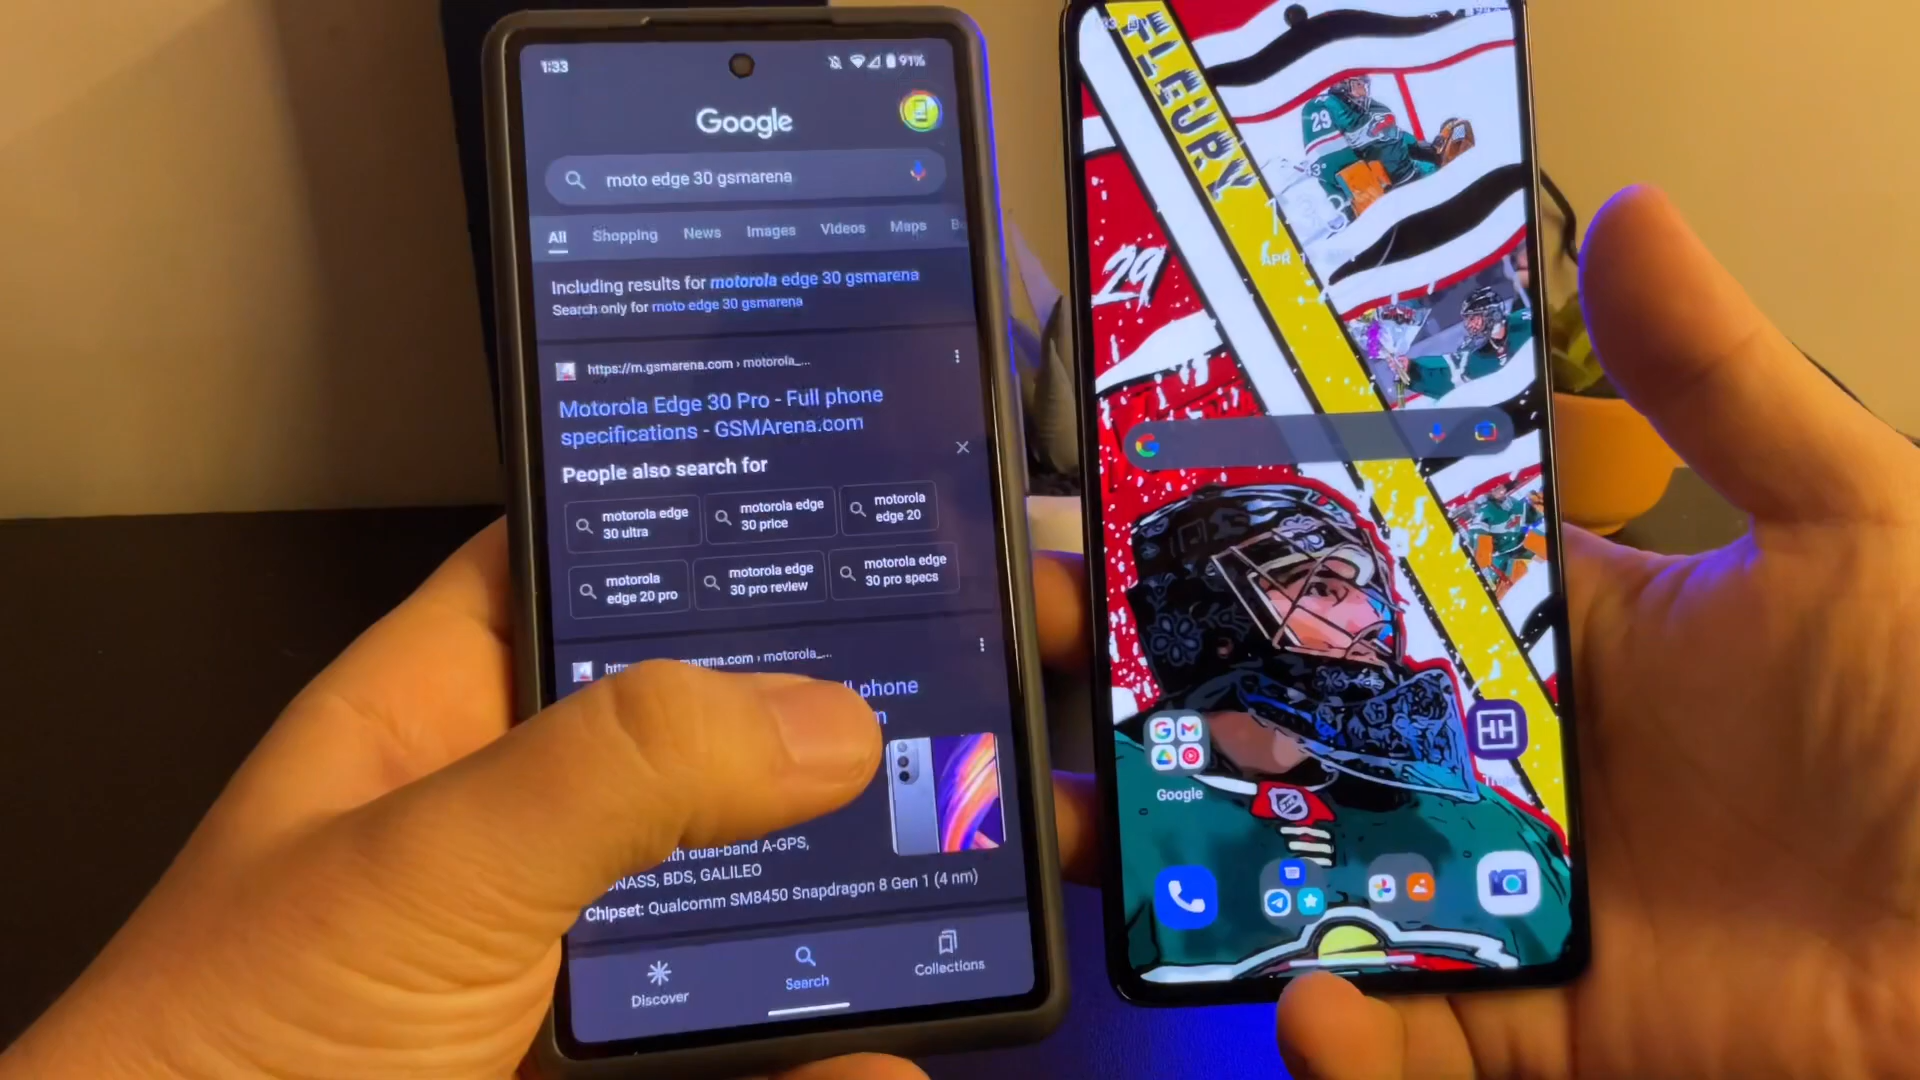 1:33
91%
Google
moto edge 30 gsmarena
All
Shopping
News
Images
Videos
Maps
Including results for motorola edge 30 gsmarena
Search only for moto edge 30 gsmarena
https://m.gsmarena.com › motorola_...
Motorola Edge 30 Pro - Full phone
specifications - GSMArena.com
People also search for
motorola edge
30 ultra
motorola edge
30 price
motorola
edge 20
motorola
edge 20 pro
motorola edge
30 pro review
motorola edge
30 pro specs
arena.com › motorola_...
phone
dual-band A-GPS,
BDS, GALILEO
Chipset: Qualcomm SM8450 Snapdragon 8 Gen 1 (4 nm)
Discover
Search
Collections
FLEURY
29
29
APR
Google